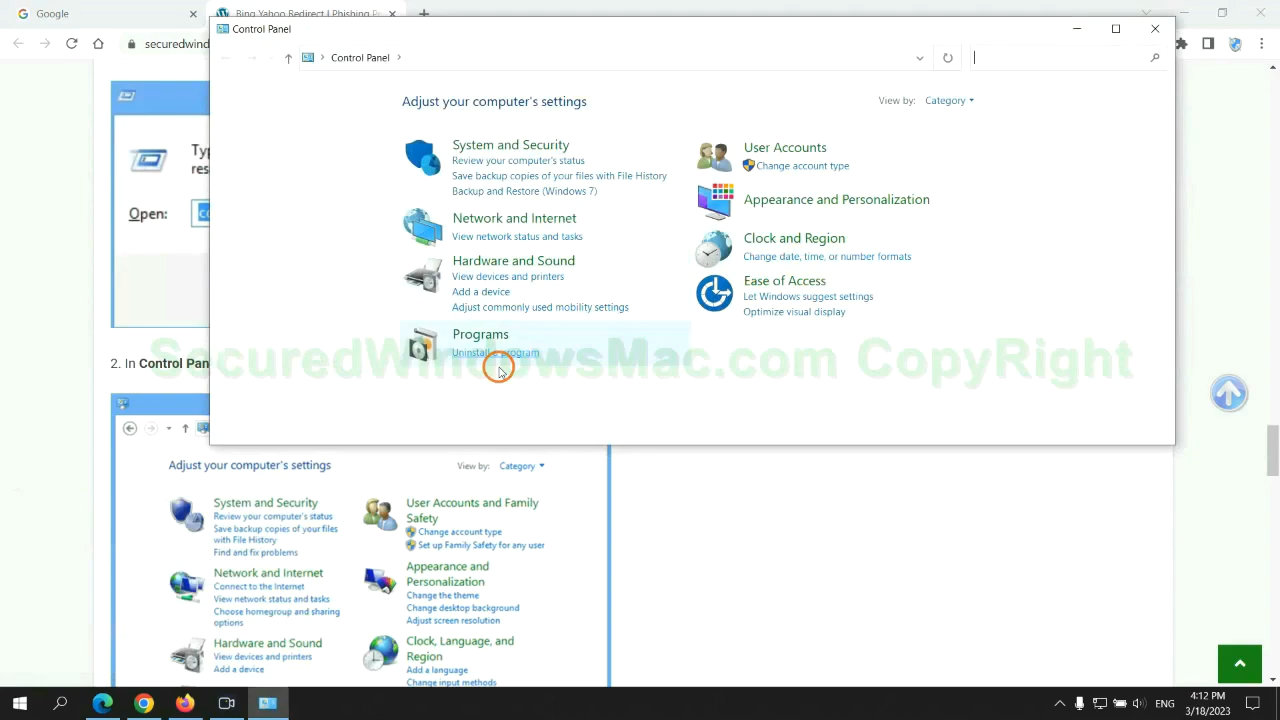 Google
Bing Yahoo Redirect | Phishing
Control Panel
securedwind
Control Panel
Adjust your computer's settings
View by: Category
System and Security
Review your computer's status
Save backup copies of your files with File History
Backup and Restore (Windows 7)
Network and Internet
View network status and tasks
Hardware and Sound
View devices and printers
Add a device
Adjust commonly used mobility settings
Programs
Uninstall a program
User Accounts
Change account type
Appearance and Personalization
Clock and Region
Change date, time, or number formats
Ease of Access
Let Windows suggest settings
Optimize visual display
Typ
res
Open:
SecuredWindowsMac.com CopyRight
2. In Control Pan
Adjust your computer's settings
View by: Category
System and Security
Review your computer's status
Save backup copies of your files
with File History
Find and fix problems
Network and Internet
Connect to the Internet
View network status and tasks
Choose homegroup and sharing
options
Hardware and Sound
View devices and printers
Add a device
User Accounts and Family
Safety
Change account type
Set up Family Safety for any user
Appearance and
Personalization
Change the theme
Change desktop background
Adjust screen resolution
Clock, Language, and
Region
Add a language
Change input methods
ENG
4:12 PM
3/18/2023